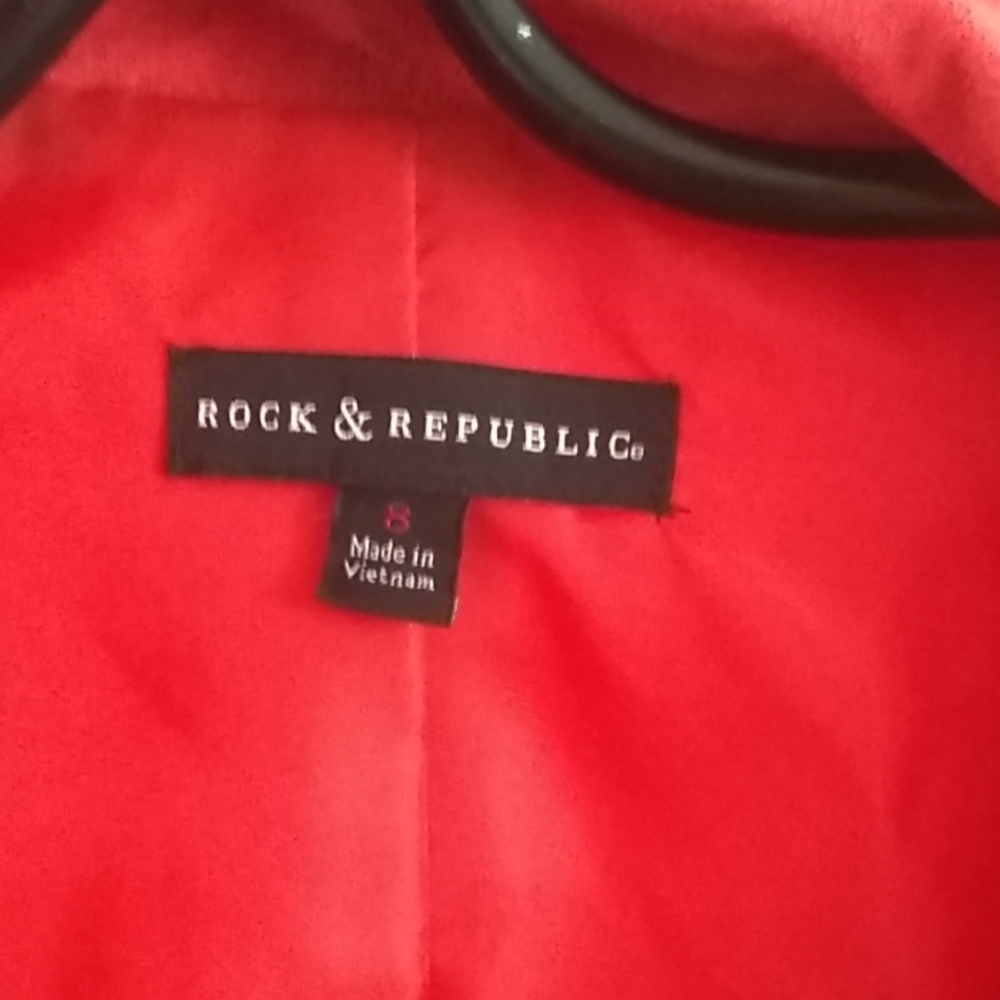 ROCK & REPUBLIC®
8
Made in
Vietnam